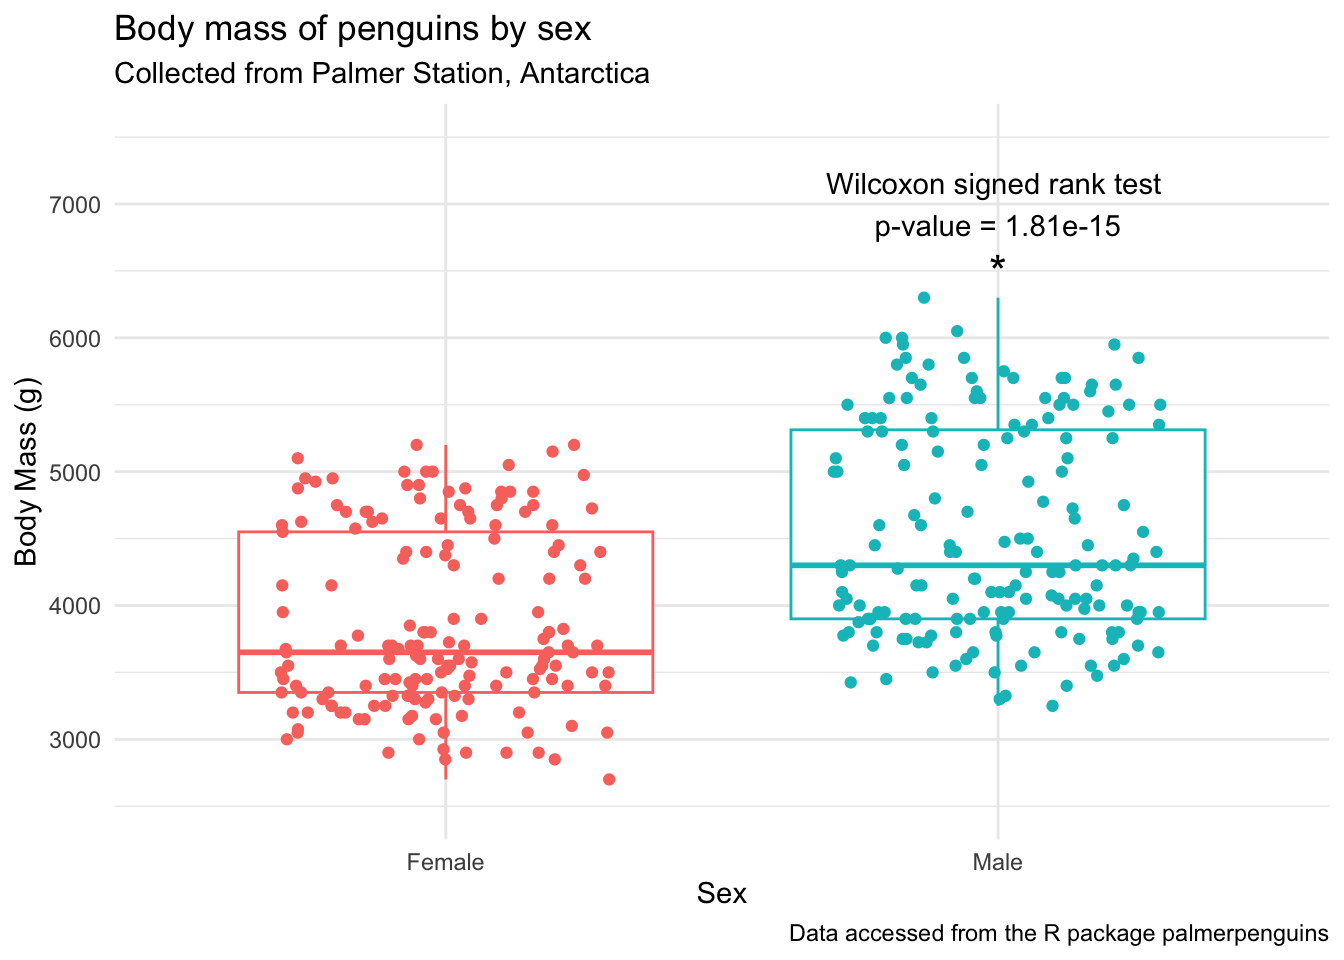 Body mass of penguins by sex
Collected from Palmer Station, Antarctica
Wilcoxon signed rank test
p-value = 1.81e-15
*
7000
6000
5000
4000
3000
Body Mass (g)
Female
Male
Sex
Data accessed from the R package palmerpenguins